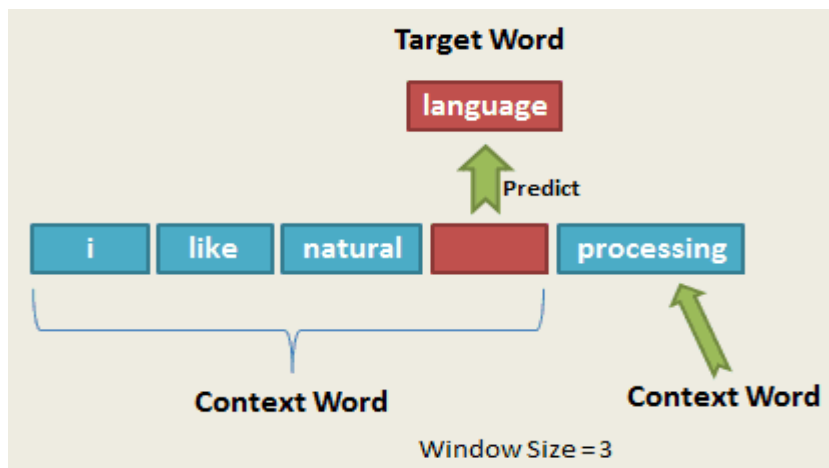 Target Word
language
Predict
i like natural processing
Context Word
Context Word
Window Size = 3